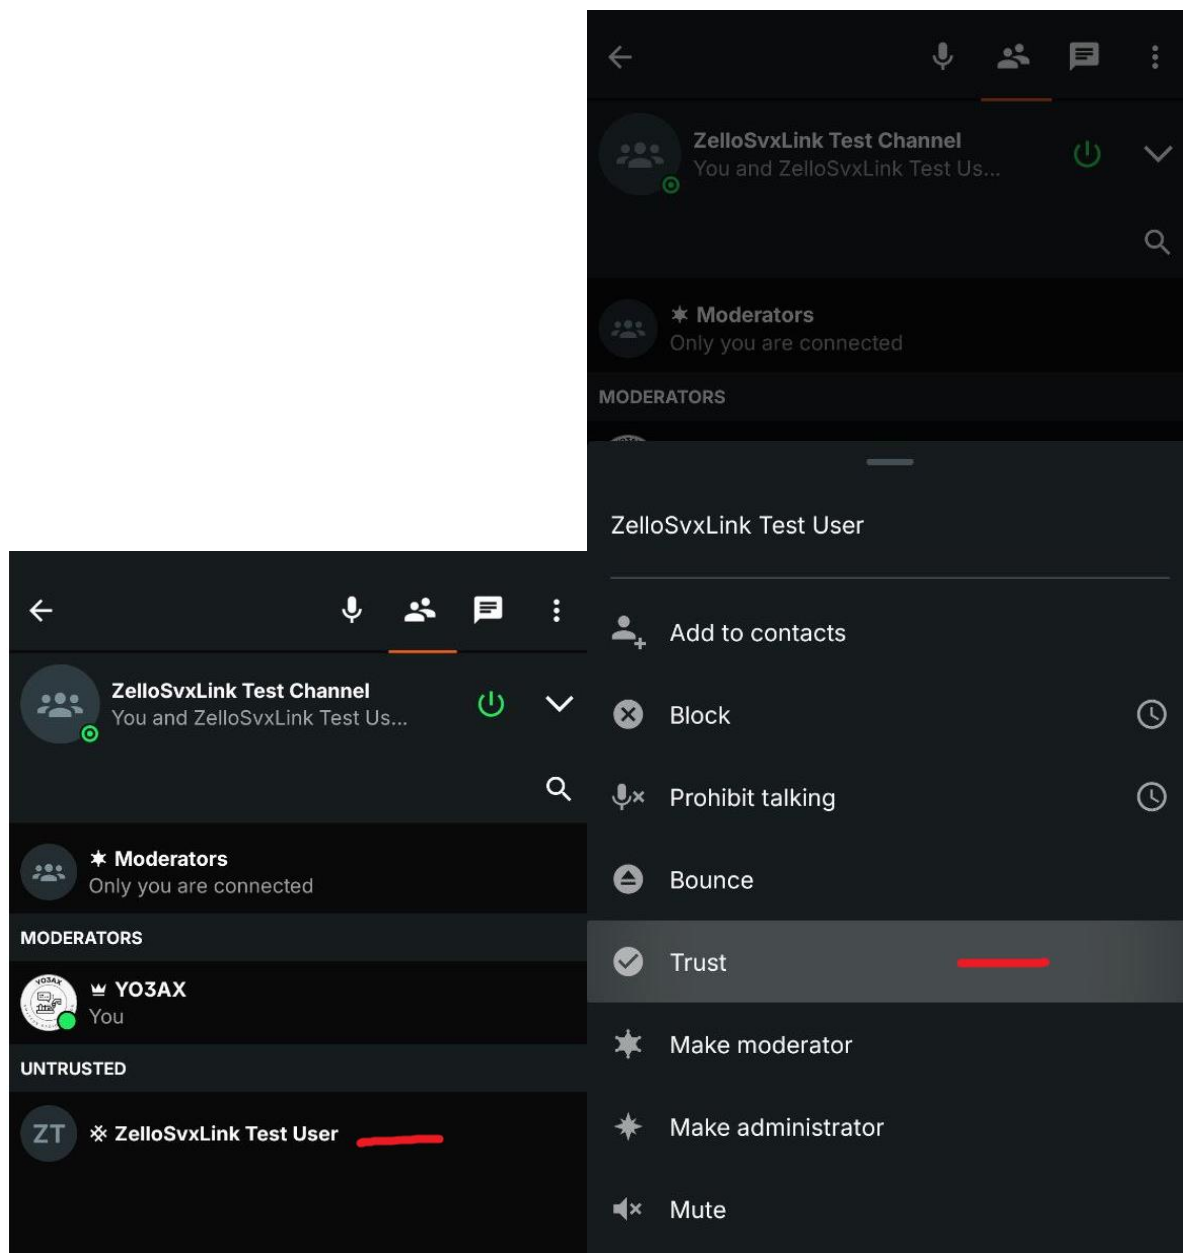 ZelloSvxLink Test Channel
You and ZelloSvxLink Test Us...
Moderators
Only you are connected
MODERATORS
YO3AX
YO3AX
You
UNTRUSTED
ZT
ZelloSvxLink Test User
ZelloSvxLink Test Channel
You and ZelloSvxLink Test Us...
Moderators
Only you are connected
MODERATORS
ZelloSvxLink Test User
Add to contacts
Block
Prohibit talking
Bounce
Trust
Make moderator
Make administrator
Mute